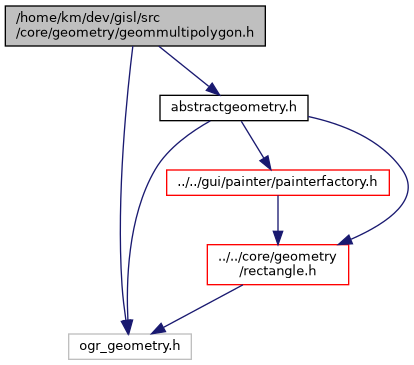 /home/km/dev/gisl/src
/core/geometry/geommultipolygon.h
abstractgeometry.h
../../gui/painter/painterfactory.h
../../core/geometry
/rectangle.h
ogr_geometry.h